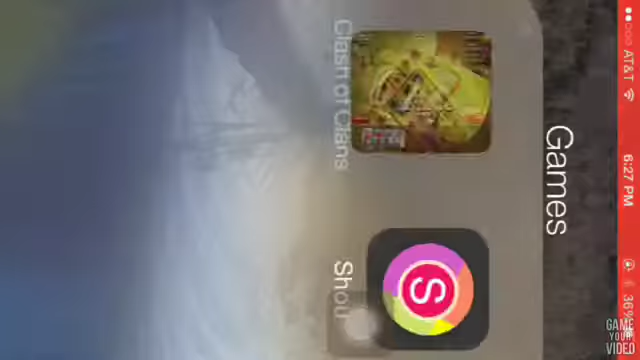 AT&T
6:27 PM
36%
Games
Clash of Clans
Shou
S
GAME
YOUR
VIDEO